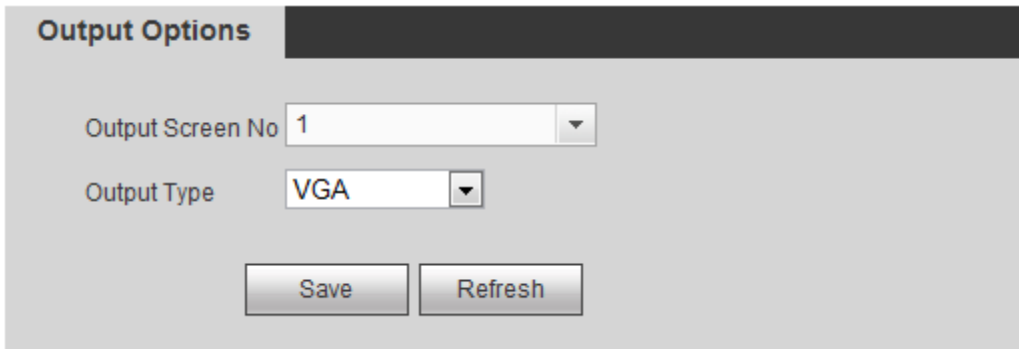 Output Options
Output Screen No 1
Output Type VGA
Save Refresh